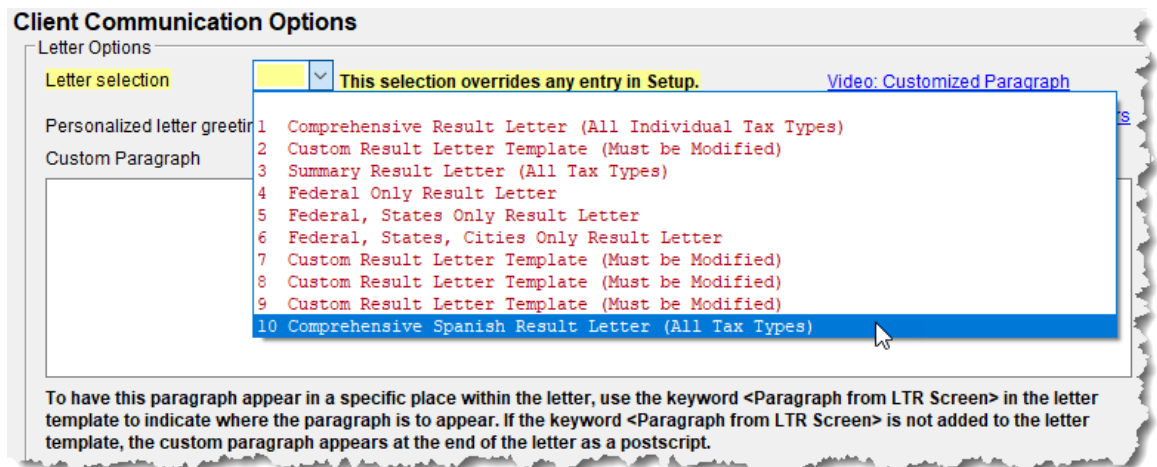 Client Communication Options
Letter Options
Letter selection This selection overrides any entry in Setup. Video: Customized Paragraph
Personalized letter greetin
1 Comprehensive Result Letter (All Individual Tax Types)
2 Custom Result Letter Template (Must be Modified)
Custom Paragraph
3 Summary Result Letter (All Tax Types)
4 Federal Only Result Letter
5 Federal, States Only Result Letter
6 Federal, States, Cities Only Result Letter
7 Custom Result Letter Template (Must be Modified)
8 Custom Result Letter Template (Must be Modified)
9 Custom Result Letter Template (Must be Modified)
10 Comprehensive Spanish Result Letter (All Tax Types)
To have this paragraph appear in a specific place within the letter, use the keyword <Paragraph from LTR Screen> in the letter
template to indicate where the paragraph is to appear. If the keyword <Paragraph from LTR Screen> is not added to the letter
template, the custom paragraph appears at the end of the letter as a postscript.